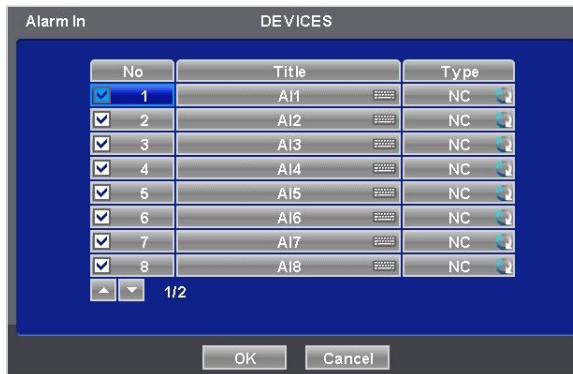 Alarm In DEVICES
No Title Type
1 AI1 NC
2 AI2 NC
3 AI3 NC
4 AI4 NC
5 AI5 NC
6 AI6 NC
7 AI7 NC
8 AI8 NC
1/2
OK Cancel